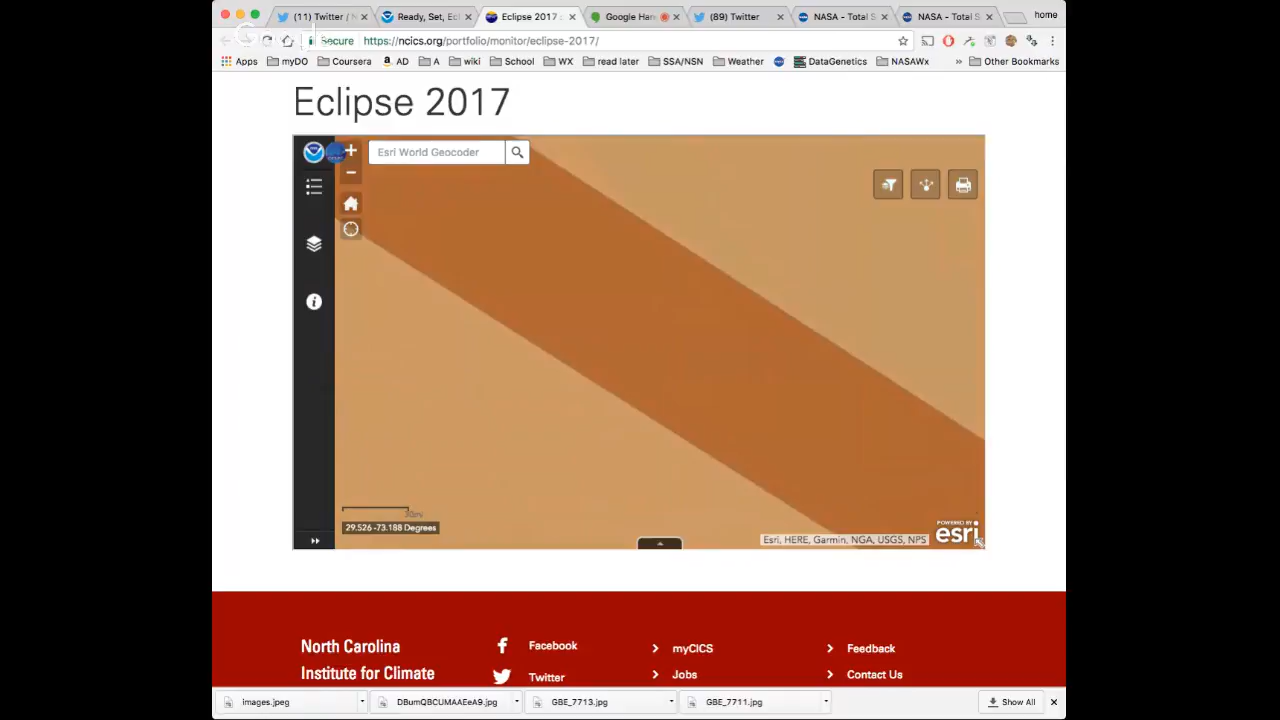 (11) Twitter / N
Ready, Set, Ecl
Eclipse 2017
Google Han
(89) Twitter
NASA - Total S
NASA - Total S
home
Secure https://ncics.org/portfolio/monitor/eclipse-2017/
Apps myDO Coursera AD A wiki School WX read later SSA/NSN Weather DataGenetics NASAWx » Other Bookmarks
Eclipse 2017
Esri World Geocoder
29.526 -73.188 Degrees
Esri, HERE, Garmin, NGA, USGS, NPS
POWERED BY
esri
North Carolina
Institute for Climate
Facebook
Twitter
myCICS
Jobs
Feedback
Contact Us
images.jpeg
DBumQBCUMAAEeA9.jpg
GBE_7713.jpg
GBE_7711.jpg
Show All